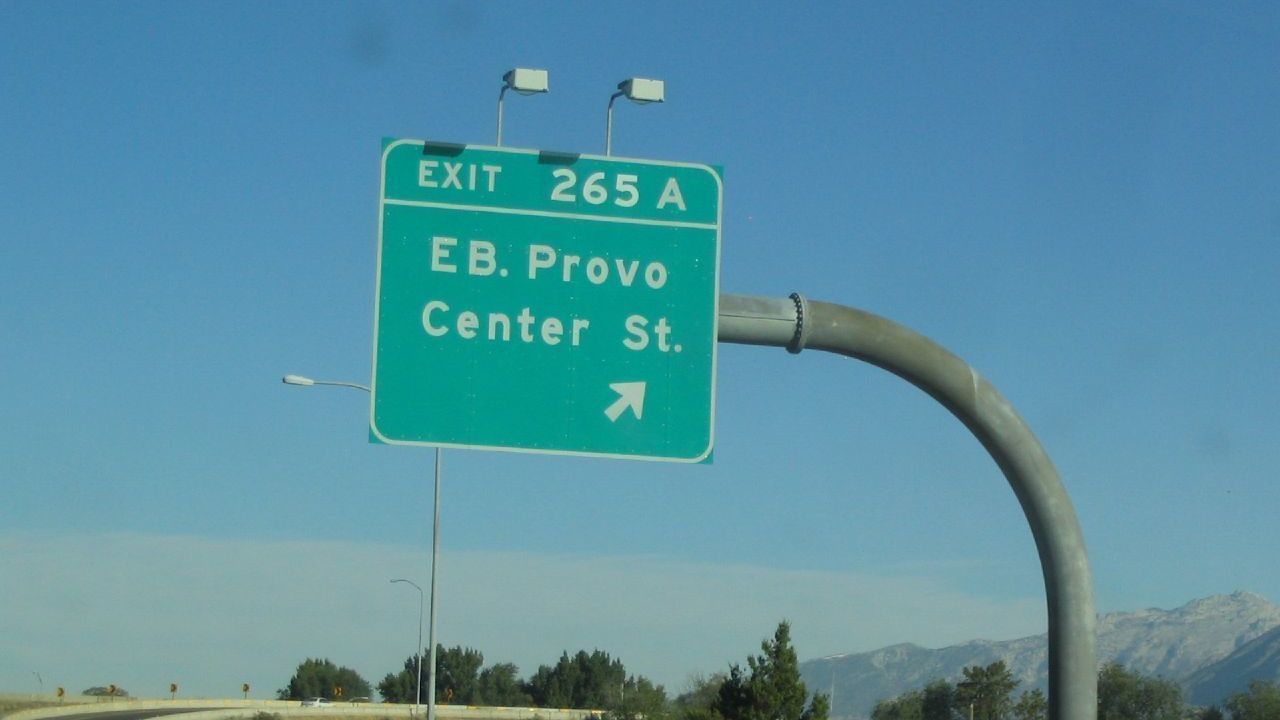 EXIT 265 A
EB. Provo
Center St.